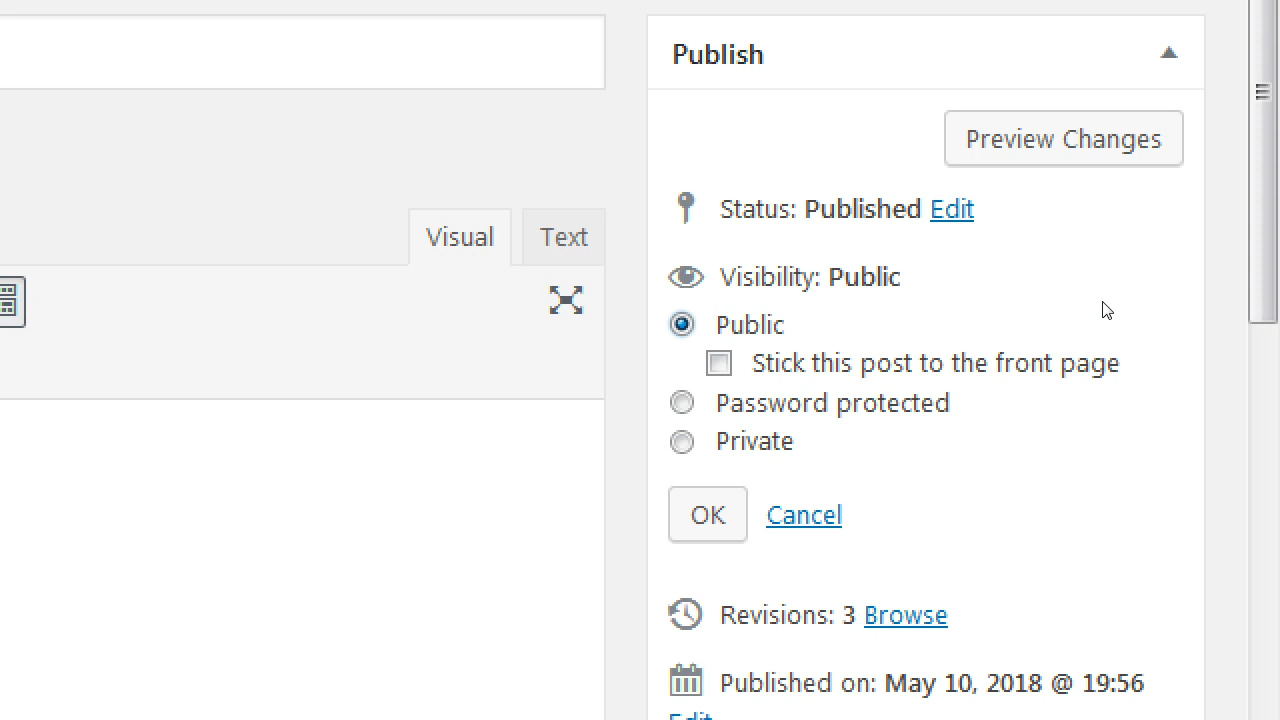 Publish
Preview Changes
Visual Text
Status: Published Edit
Visibility: Public
Public
Stick this post to the front page
Password protected
Private
OK Cancel
Revisions: 3 Browse
Published on: May 10, 2018 @ 19:56
Edit